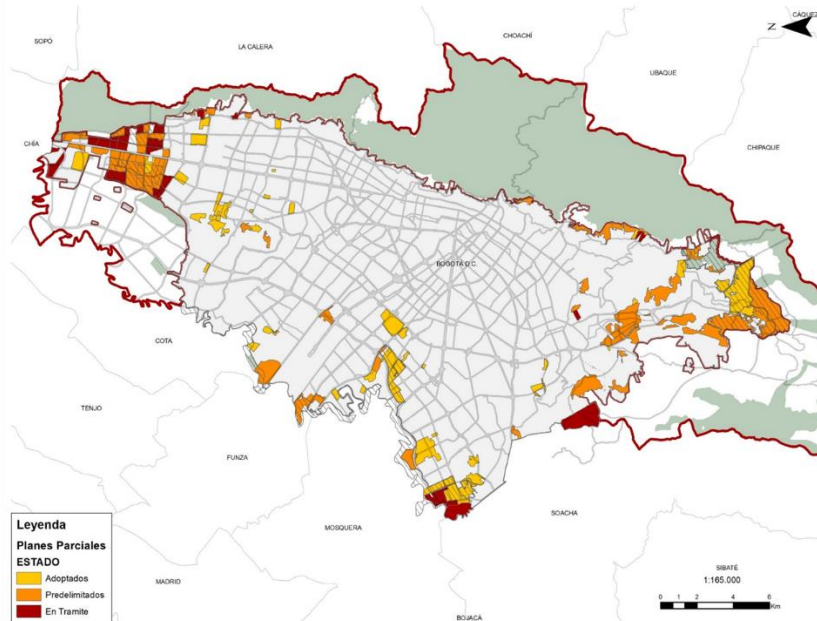 CÁQUEZA
SOPÓ
LA CALERA
CHOACHÍ
N
UBAQUE
CHÍA
CHIPAQUE
BOGOTÁ D.C.
COTA
TENJO
FUNZA
SOACHA
MOSQUERA
MADRID
BOJACÁ
Leyenda
Planes Parciales
ESTADO
Adoptados
Predelimitados
En Tramite
SIBATÉ
1:165.000
0 1 2 4 6
Km